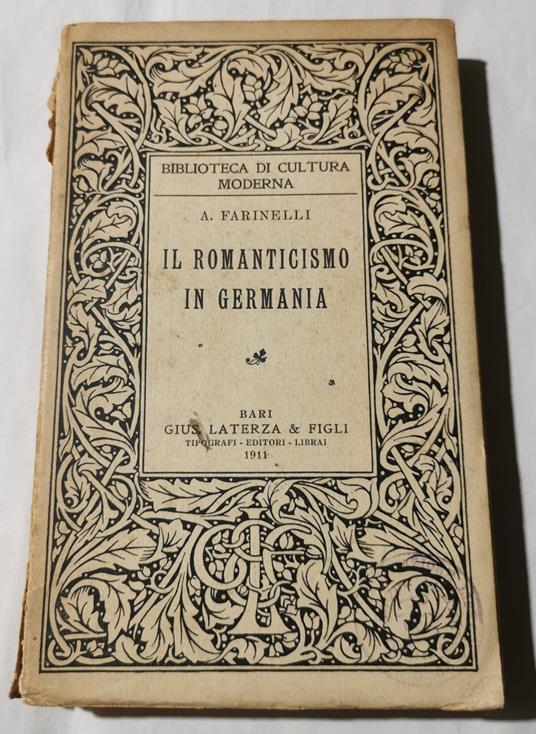 BIBLIOTECA DI CULTURA
MODERNA
A. FARINELLI
IL ROMANTICISMO
IN GERMANIA
BARI
GIUS. LATERZA & FIGLI
TIPOGRAFI - EDITORI - LIBRAI
1911